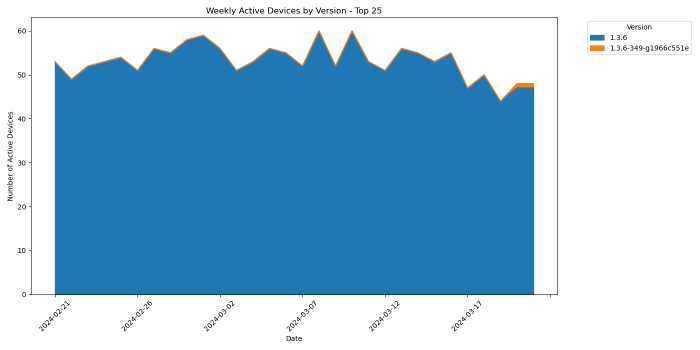 Weekly Active Devices by Version - Top 25
Version
1.3.6
1.3.6-349-g1966c551e
Number of Active Devices
60
50
40
30
20
10
0
2024-02-21
2024-02-26
2024-03-02
2024-03-07
2024-03-12
2024-03-17
Date